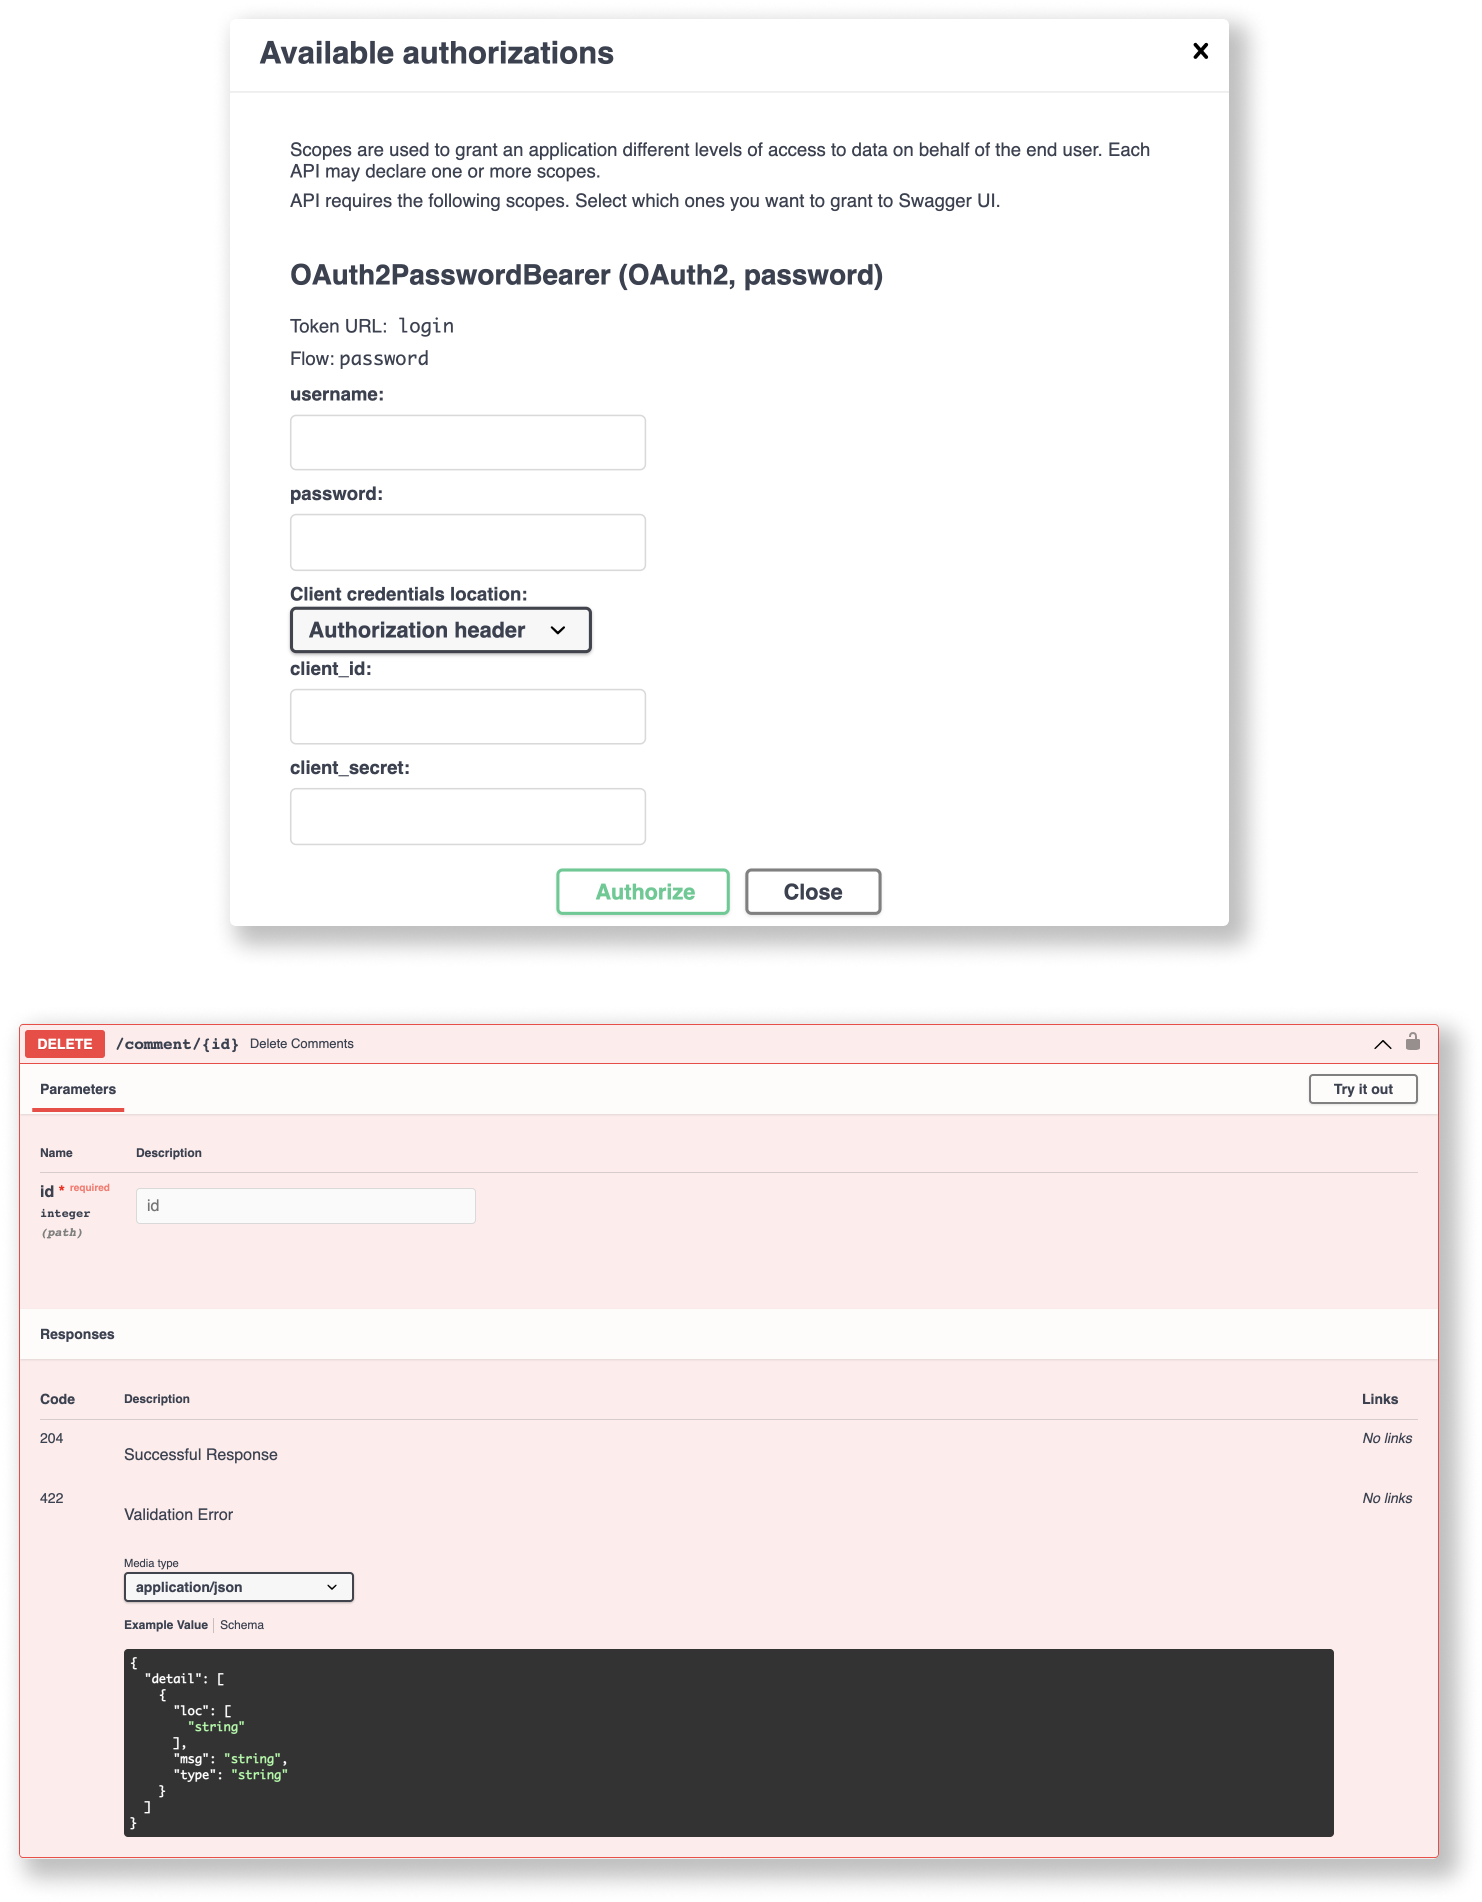 Available authorizations
Scopes are used to grant an application different levels of access to data on behalf of the end user. Each
API may declare one or more scopes.
API requires the following scopes. Select which ones you want to grant to Swagger UI.
OAuth2PasswordBearer (OAuth2, password)
Token URL: login
Flow: password
username:
password:
Client credentials location:
Authorization header
client_id:
client_secret:
Authorize Close
DELETE /comment/{id} Delete Comments
Parameters Try it out
Name Description
id * required
integer
(path)
id
Responses
Code Description Links
204 Successful Response No links
422 Validation Error No links
Media type
application/json
Example Value Schema
{
  "detail": [
    {
      "loc": [
        "string"
      ],
      "msg": "string",
      "type": "string"
    }
  ]
}